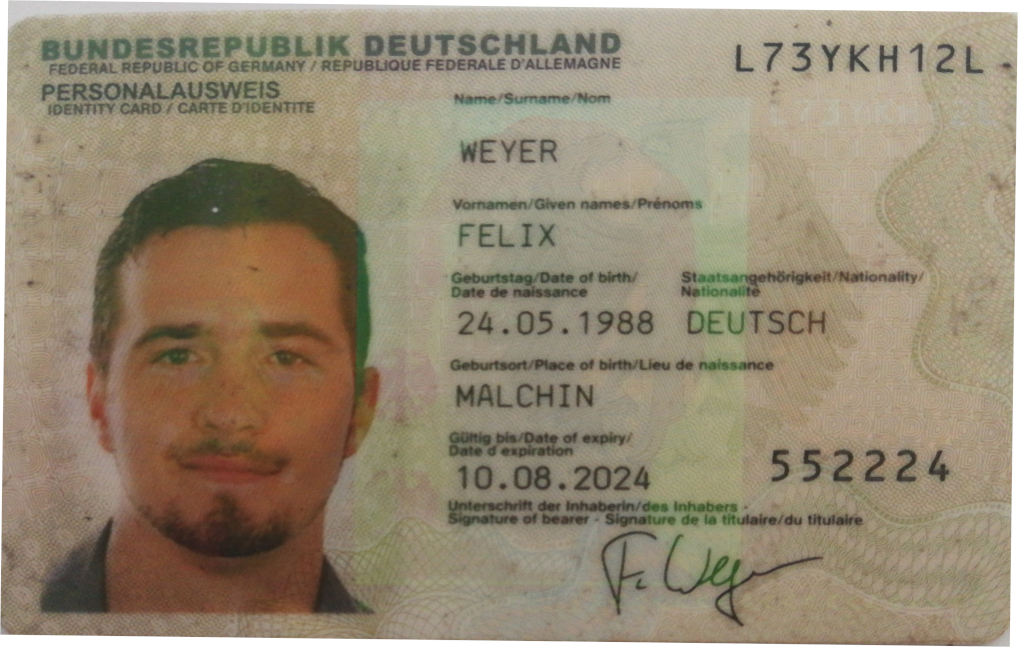 BUNDESREPUBLIK DEUTSCHLAND
FEDERAL REPUBLIC OF GERMANY / REPUBLIQUE FEDERALE D'ALLEMAGNE
L73YKH12L
PERSONALAUSWEIS
IDENTITY CARD / CARTE D'IDENTITE
Name/Surname/Nom
WEYER
Vornamen/Given names/Prénoms
FELIX
Geburtstag/Date of birth/
Date de naissance
Staatsangehörigkeit/Nationality/
Nationalité
24.05.1988 DEUTSCH
Geburtsort/Place of birth/Lieu de naissance
MALCHIN
Gültig bis/Date of expiry/
Date d'expiration
10.08.2024
552224
Unterschrift der Inhaberin/des Inhabers -
Signature of bearer - Signature de la titulaire/du titulaire
F. Weyer